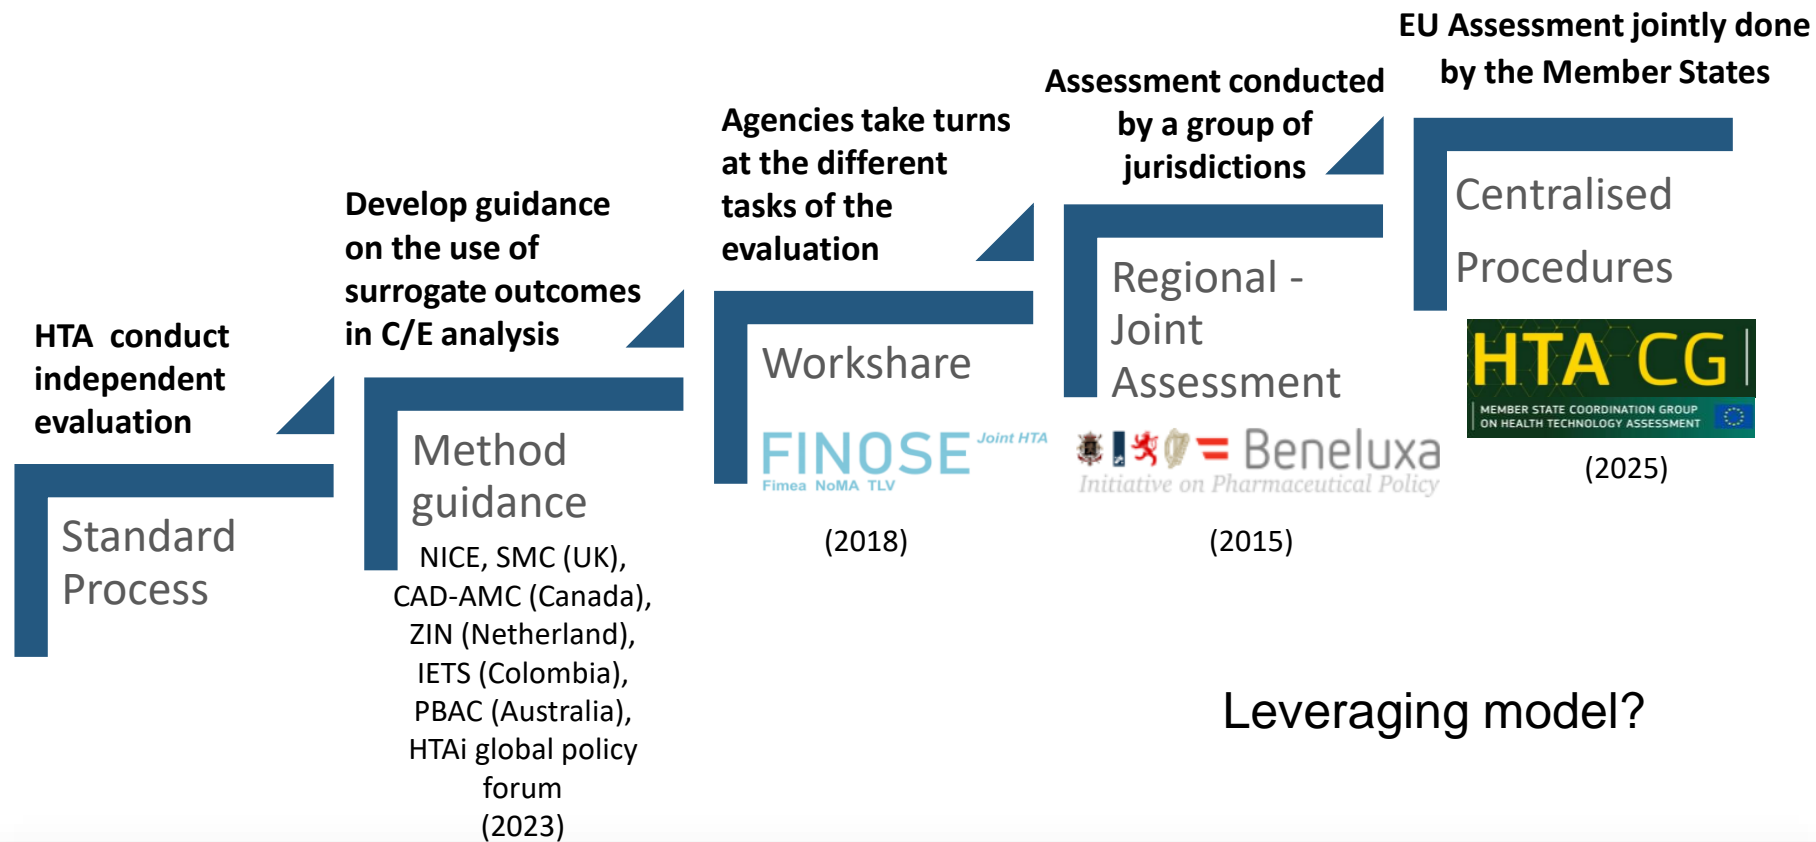 HTA conduct
independent
evaluation
Standard
Process
Develop guidance
on the use of
surrogate outcomes
in C/E analysis
Method
guidance
NICE, SMC (UK),
CAD-AMC (Canada),
ZIN (Netherland),
IETS (Colombia),
PBAC (Australia),
HTAi global policy
forum
(2023)
Agencies take turns
at the different
tasks of the
evaluation
Workshare
FINOSE Joint HTA
Fimea NoMA TLV
(2018)
Assessment conducted
by a group of
jurisdictions
Regional -
Joint
Assessment
Beneluxa
Initiative on Pharmaceutical Policy
(2015)
EU Assessment jointly done
by the Member States
Centralised
Procedures
HTA CG
MEMBER STATE COORDINATION GROUP
ON HEALTH TECHNOLOGY ASSESSMENT
(2025)
Leveraging model?